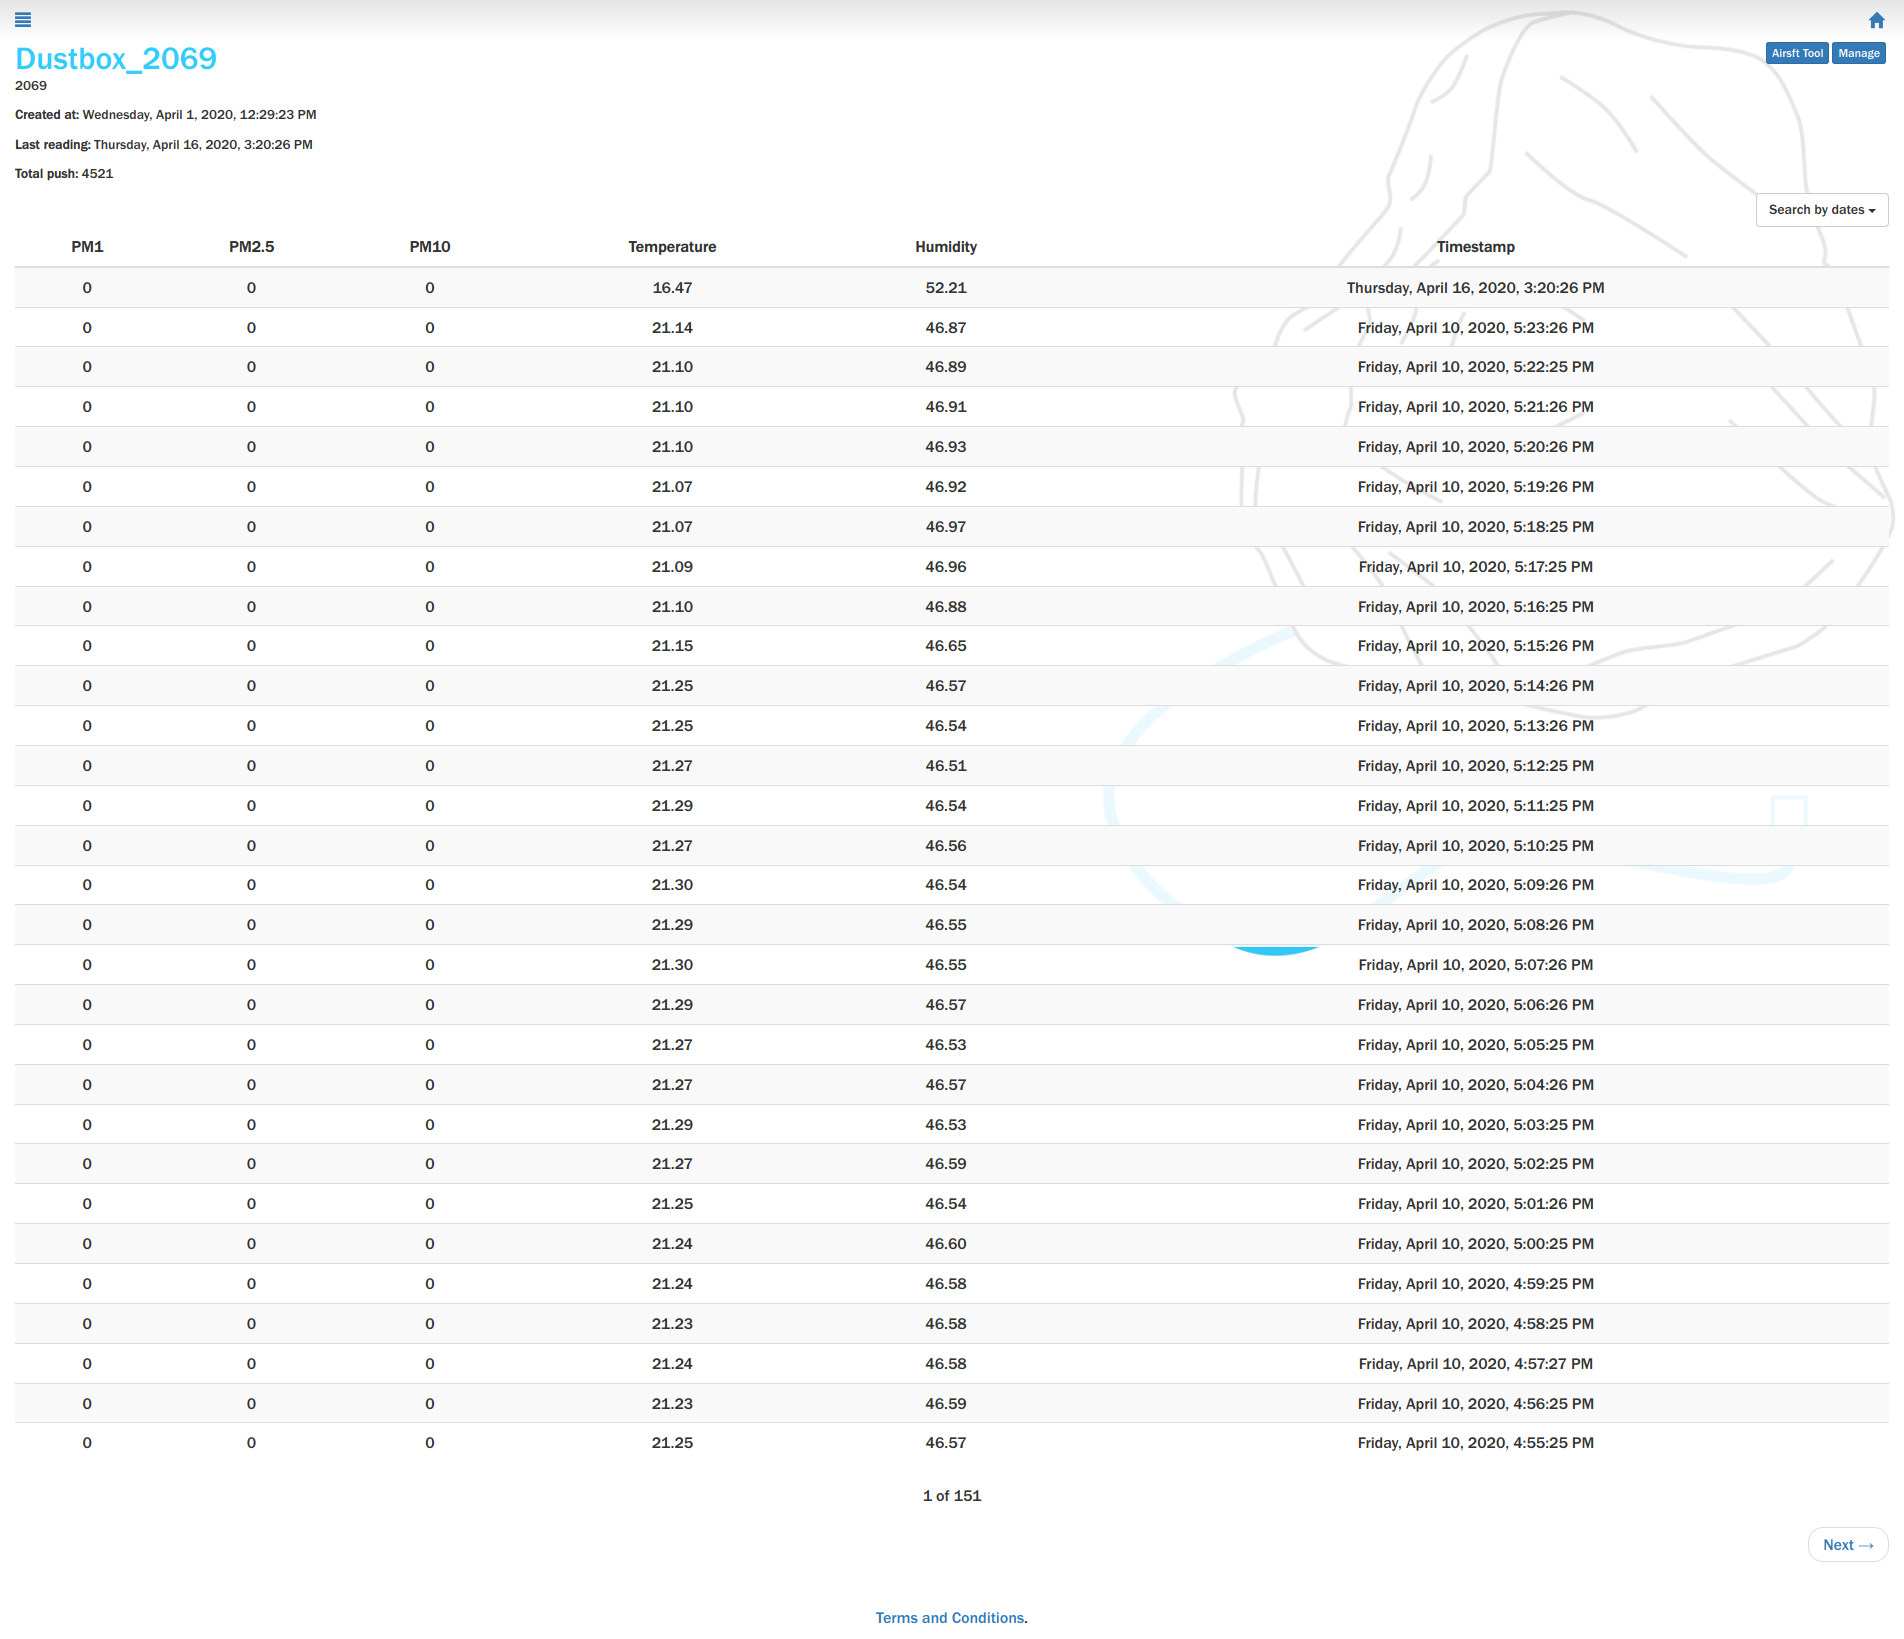 Dustbox_2069
Airsft Tool Manage
2069
Created at: Wednesday, April 1, 2020, 12:29:23 PM
Last reading: Thursday, April 16, 2020, 3:20:26 PM
Total push: 4521
Search by dates
PM1 PM2.5 PM10 Temperature Humidity Timestamp
0 0 0 16.47 52.21 Thursday, April 16, 2020, 3:20:26 PM
0 0 0 21.14 46.87 Friday, April 10, 2020, 5:23:26 PM
0 0 0 21.10 46.89 Friday, April 10, 2020, 5:22:25 PM
0 0 0 21.10 46.91 Friday, April 10, 2020, 5:21:26 PM
0 0 0 21.10 46.93 Friday, April 10, 2020, 5:20:26 PM
0 0 0 21.07 46.92 Friday, April 10, 2020, 5:19:26 PM
0 0 0 21.07 46.97 Friday, April 10, 2020, 5:18:25 PM
0 0 0 21.09 46.96 Friday, April 10, 2020, 5:17:25 PM
0 0 0 21.10 46.88 Friday, April 10, 2020, 5:16:25 PM
0 0 0 21.15 46.65 Friday, April 10, 2020, 5:15:26 PM
0 0 0 21.25 46.57 Friday, April 10, 2020, 5:14:26 PM
0 0 0 21.25 46.54 Friday, April 10, 2020, 5:13:26 PM
0 0 0 21.27 46.51 Friday, April 10, 2020, 5:12:25 PM
0 0 0 21.29 46.54 Friday, April 10, 2020, 5:11:25 PM
0 0 0 21.27 46.56 Friday, April 10, 2020, 5:10:25 PM
0 0 0 21.30 46.54 Friday, April 10, 2020, 5:09:26 PM
0 0 0 21.29 46.55 Friday, April 10, 2020, 5:08:26 PM
0 0 0 21.30 46.55 Friday, April 10, 2020, 5:07:26 PM
0 0 0 21.29 46.57 Friday, April 10, 2020, 5:06:26 PM
0 0 0 21.27 46.53 Friday, April 10, 2020, 5:05:25 PM
0 0 0 21.27 46.57 Friday, April 10, 2020, 5:04:26 PM
0 0 0 21.29 46.53 Friday, April 10, 2020, 5:03:25 PM
0 0 0 21.27 46.59 Friday, April 10, 2020, 5:02:25 PM
0 0 0 21.25 46.54 Friday, April 10, 2020, 5:01:26 PM
0 0 0 21.24 46.60 Friday, April 10, 2020, 5:00:25 PM
0 0 0 21.24 46.58 Friday, April 10, 2020, 4:59:25 PM
0 0 0 21.23 46.58 Friday, April 10, 2020, 4:58:25 PM
0 0 0 21.24 46.58 Friday, April 10, 2020, 4:57:27 PM
0 0 0 21.23 46.59 Friday, April 10, 2020, 4:56:25 PM
0 0 0 21.25 46.57 Friday, April 10, 2020, 4:55:25 PM
1 of 151
Next →
Terms and Conditions.